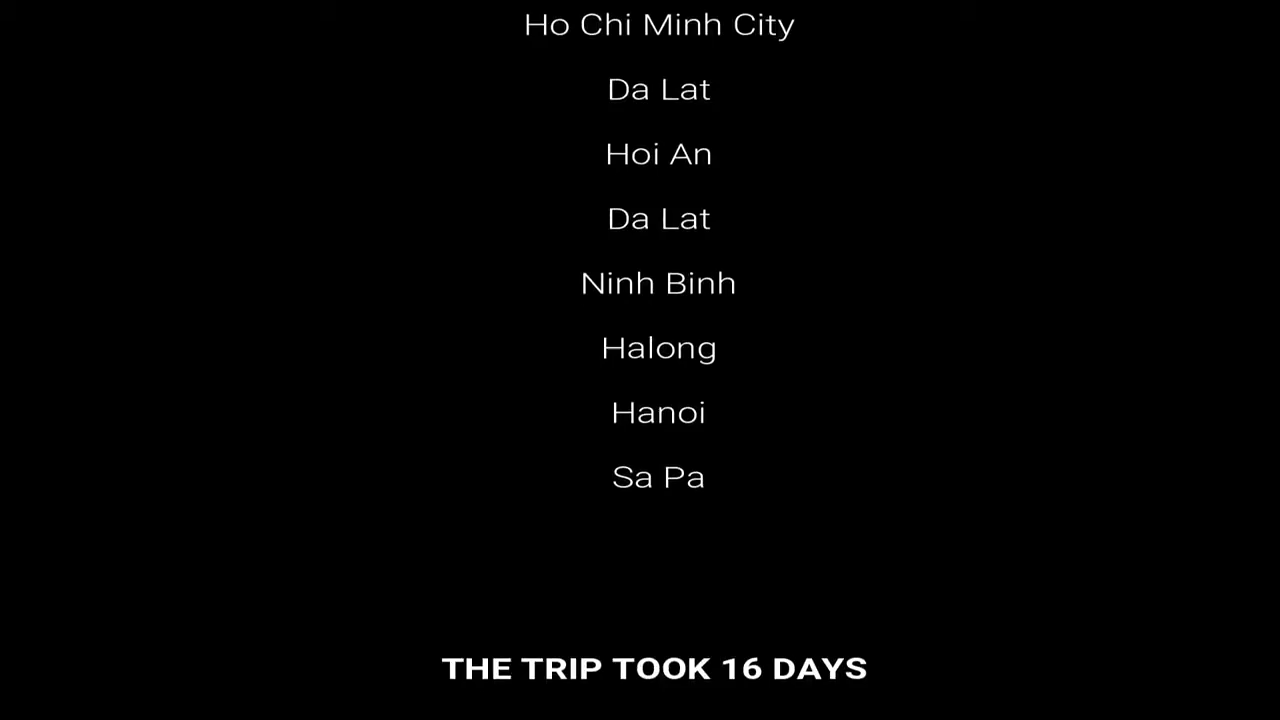 Ho Chi Minh City
Da Lat
Hoi An
Da Lat
Ninh Binh
Halong
Hanoi
Sa Pa
THE TRIP TOOK 16 DAYS